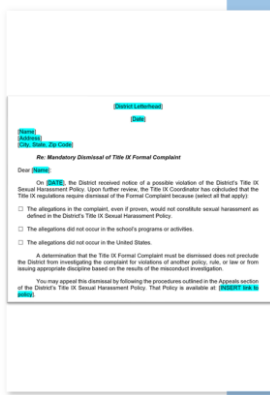 [District Letterhead]
[Date]
[Name]
[Address]
[City, State, Zip Code]
Re: Mandatory Dismissal of Title IX Formal Complaint
Dear [Name]:
On [DATE], the District received notice of a possible violation of the District's Title IX
Sexual Harassment Policy. Upon further review, the Title IX Coordinator has concluded that the
Title IX regulations require dismissal of the Formal Complaint because (select all that apply):
☐ The allegations in the complaint, even if proven, would not constitute sexual harassment as
defined in the District's Title IX Sexual Harassment Policy.
☐ The allegations did not occur in the school's programs or activities.
☐ The allegations did not occur in the United States.
A determination that the Title IX Formal Complaint must be dismissed does not preclude
the District from investigating the complaint for violations of another policy, rule, or law or from
issuing appropriate discipline based on the results of the misconduct investigation.
You may appeal this dismissal by following the procedures outlined in the Appeals section
of the District's Title IX Sexual Harassment Policy. That Policy is available at: [INSERT link to
policy].